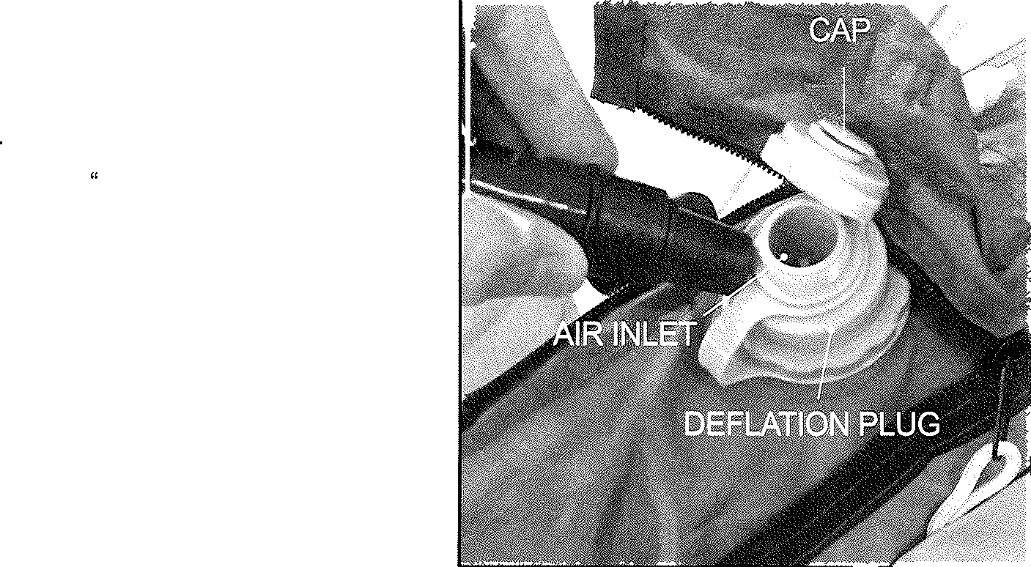 CAP
“
AIR INLET
DEFLATION PLUG